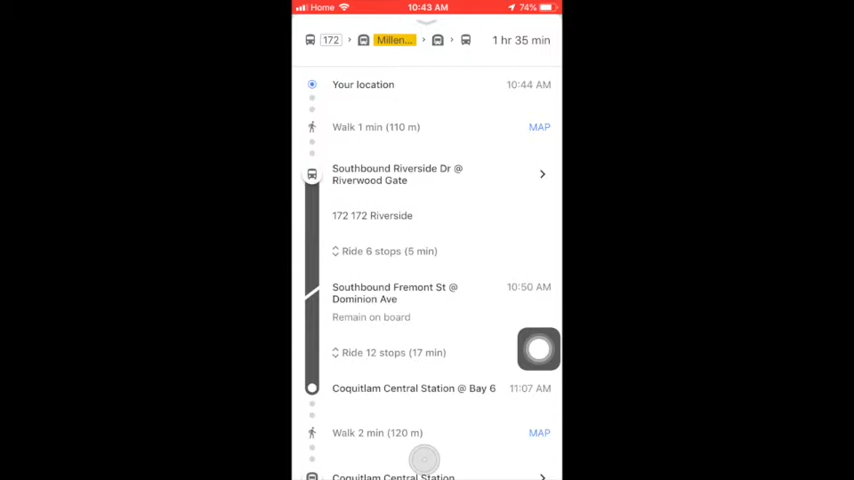 Home 10:43 AM 74%
172 Millen... 1 hr 35 min
Your location 10:44 AM
Walk 1 min (110 m) MAP
Southbound Riverside Dr @
Riverwood Gate
172 172 Riverside
Ride 6 stops (5 min)
Southbound Fremont St @ 10:50 AM
Dominion Ave
Remain on board
Ride 12 stops (17 min)
Coquitlam Central Station @ Bay 6 11:07 AM
Walk 2 min (120 m) MAP
Coquitlam Central Station